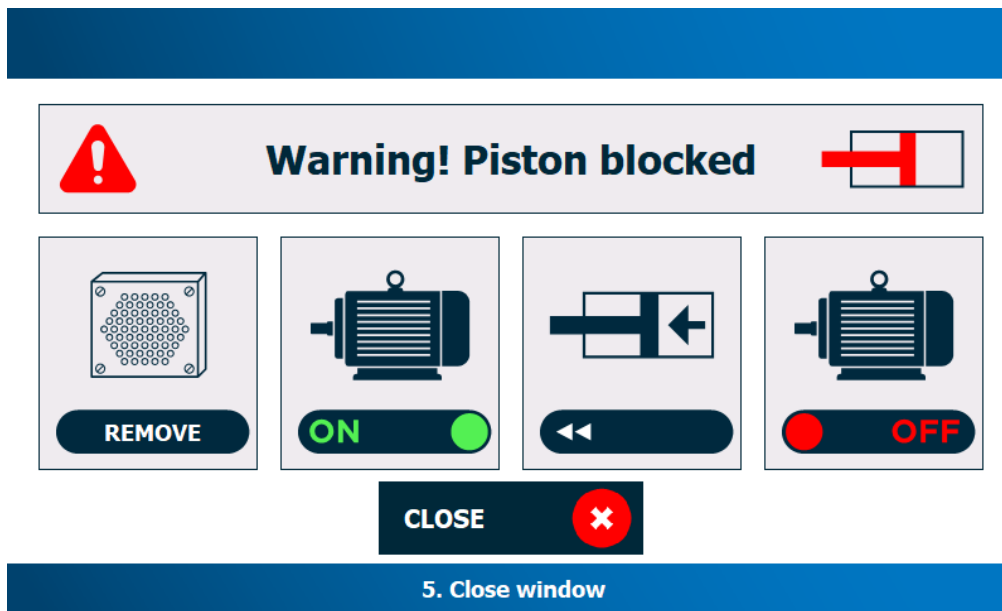 Warning! Piston blocked
REMOVE
ON
OFF
CLOSE
5. Close window